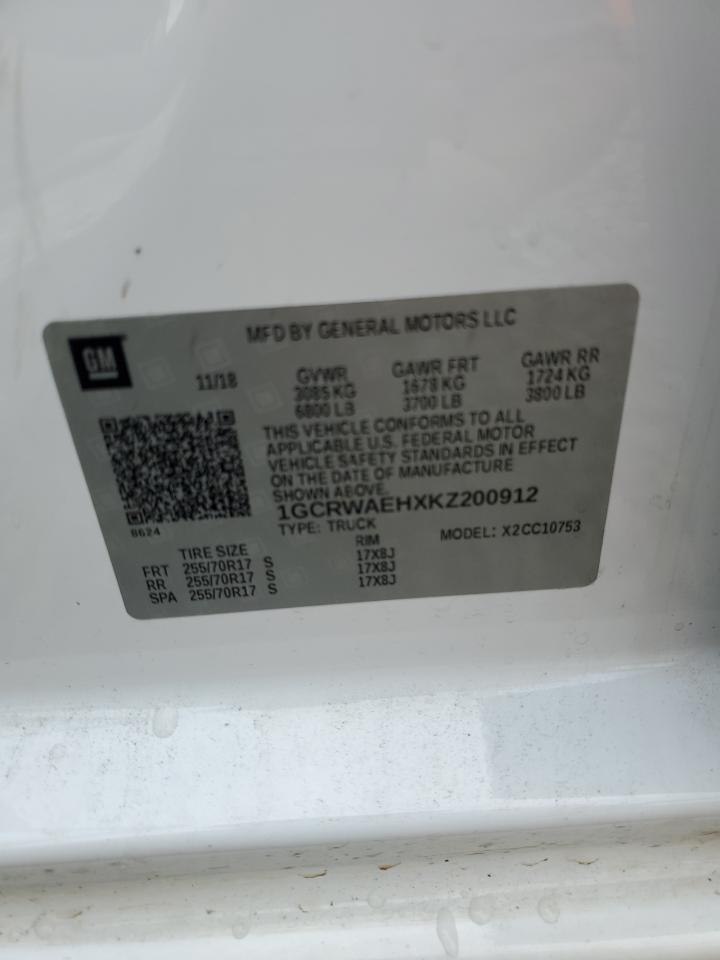 MFD BY GENERAL MOTORS LLC
GM
11/18
GVWR
3085 KG
6800 LB
GAWR FRT
1678 KG
3700 LB
GAWR RR
1724 KG
3800 LB
THIS VEHICLE CONFORMS TO ALL
APPLICABLE U.S. FEDERAL MOTOR
VEHICLE SAFETY STANDARDS IN EFFECT
ON THE DATE OF MANUFACTURE
SHOWN ABOVE.
1GCRWAEHXKZ200912
8624
TYPE: TRUCK
MODEL: X2CC10753
TIRE SIZE RIM
FRT 255/70R17 S 17X8J
RR 255/70R17 S 17X8J
SPA 255/70R17 S 17X8J